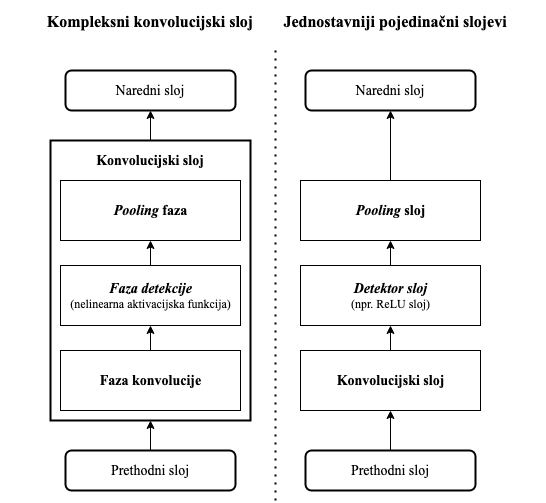 Kompleksni konvolucijski sloj
Naredni sloj
Konvolucijski sloj
Pooling faza
Faza detekcije
(nelinearna aktivacijska funkcija)
Faza konvolucije
Prethodni sloj
Jednostavniji pojedinačni slojevi
Naredni sloj
Pooling sloj
Detektor sloj
(npr. ReLU sloj)
Konvolucijski sloj
Prethodni sloj